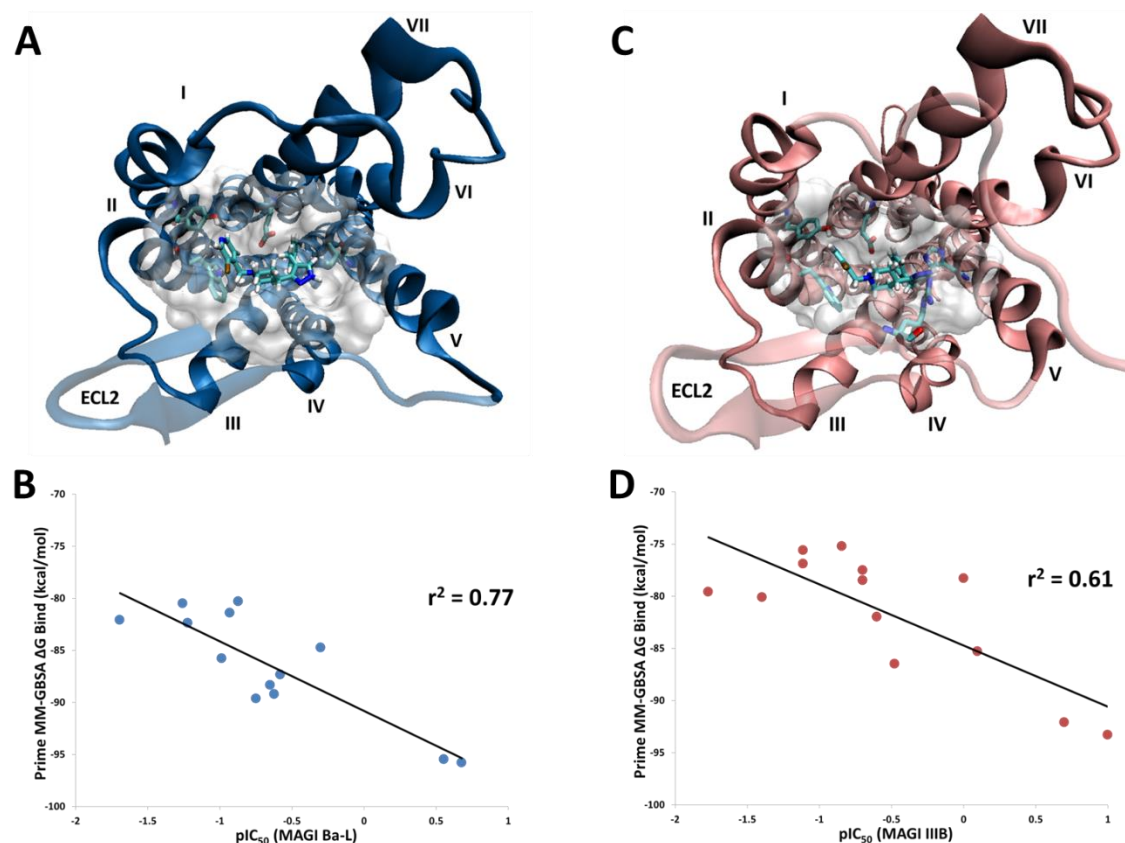 A
VII
I
II
VI
V
ECL2
III
IV
C
VII
I
II
VI
V
ECL2
III
IV
B
-70
-75
-80
-85
-90
-95
-100
Prime MM-GBSA ΔG Bind (kcal/mol)
r² = 0.77
-2 -1.5 -1 -0.5 0 0.5 1
pIC₅₀ (MAGI Ba-L)
D
-70
-75
-80
-85
-90
-95
-100
Prime MM-GBSA ΔG Bind (kcal/mol)
r² = 0.61
-2 -1.5 -1 -0.5 0 0.5 1
pIC₅₀ (MAGI IIIB)